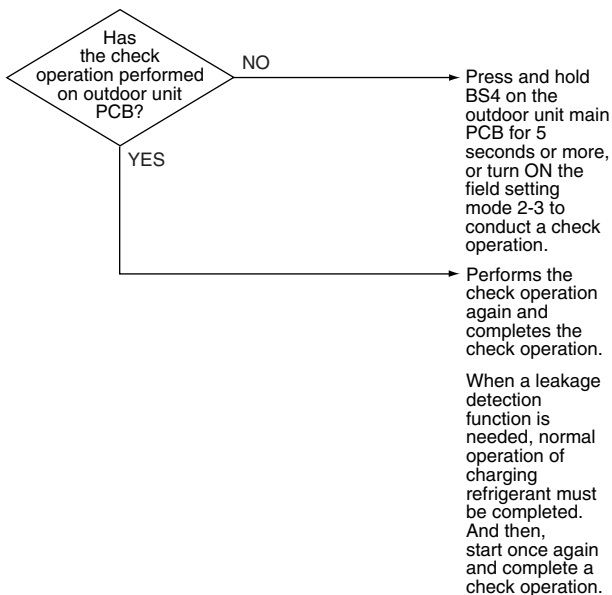 Has
the check
operation performed
on outdoor unit
PCB?
NO
Press and hold
BS4 on the
outdoor unit main
PCB for 5
seconds or more,
or turn ON the
field setting
mode 2-3 to
conduct a check
operation.
YES
Performs the
check operation
again and
completes the
check operation.
When a leakage
detection
function is
needed, normal
operation of
charging
refrigerant must
be completed.
And then,
start once again
and complete a
check operation.